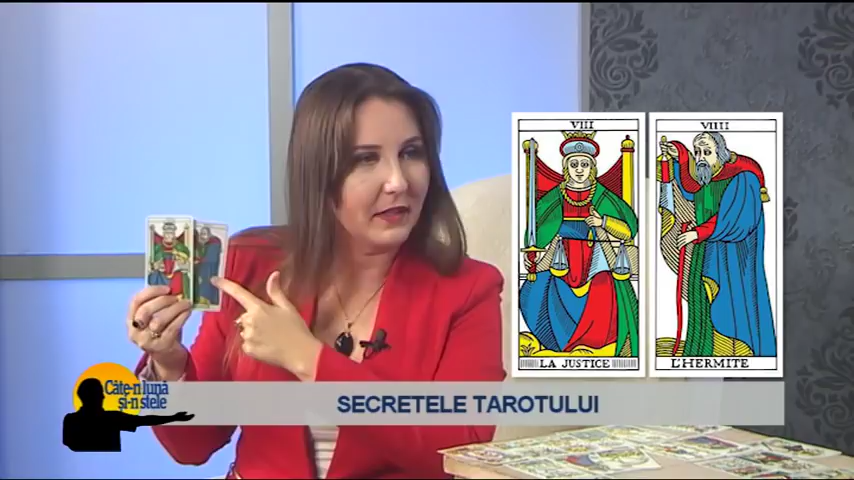 VIII
LA JUSTICE
VIIII
L'HERMITE
Câte-n lună
și-n stele
SECRETELE TAROTULUI